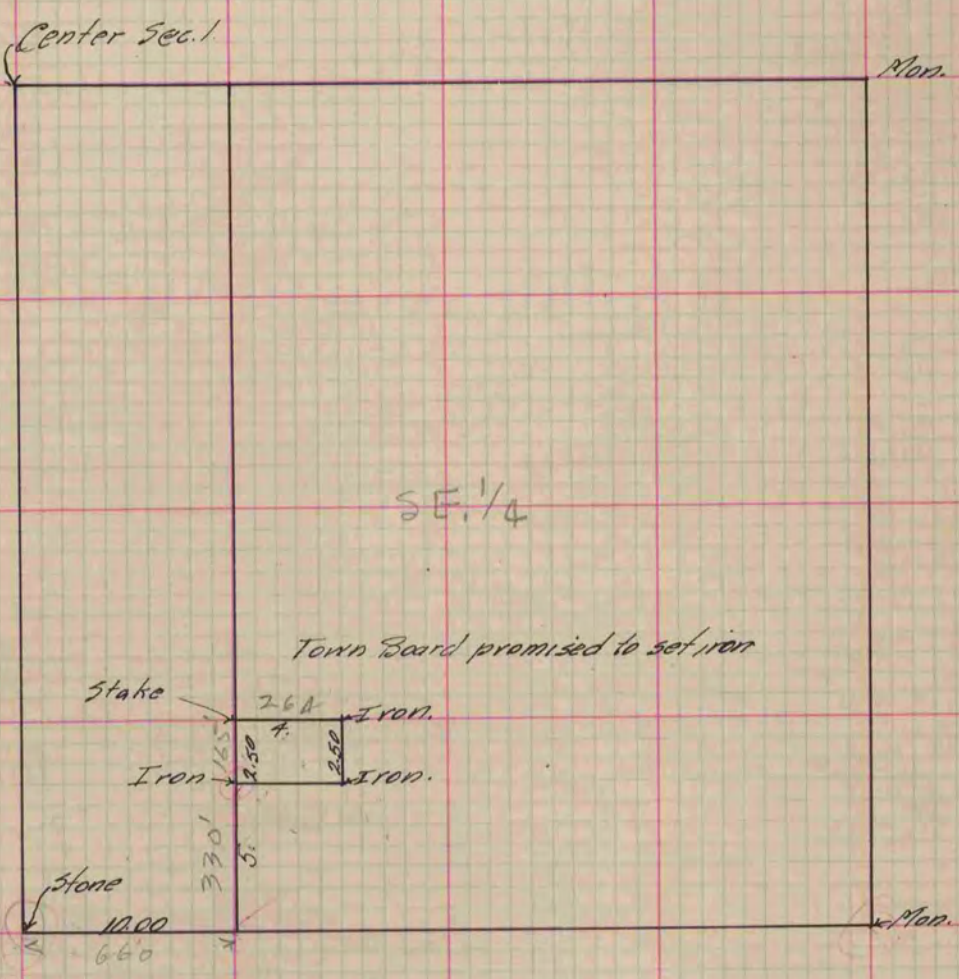 Center Sec. 1
Mon.
SE. 1/4
Town Board promised to set iron
Stake
264
Iron.
4.
165'
2.50
2.50
Iron
Iron.
330'
5.
Stone
10.00
660
Mon.